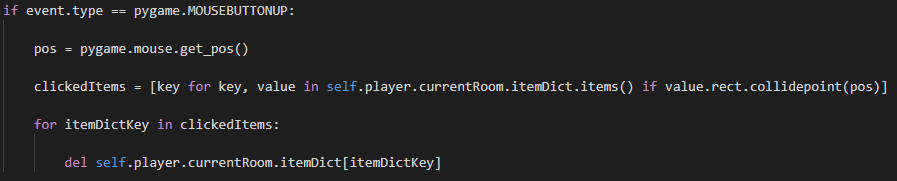 if event.type == pygame.MOUSEBUTTONUP:
pos = pygame.mouse.get_pos()
clickedItems = [key for key, value in self.player.currentRoom.itemDict.items() if value.rect.collidepoint(pos)]
for itemDictKey in clickedItems:
del self.player.currentRoom.itemDict[itemDictKey]